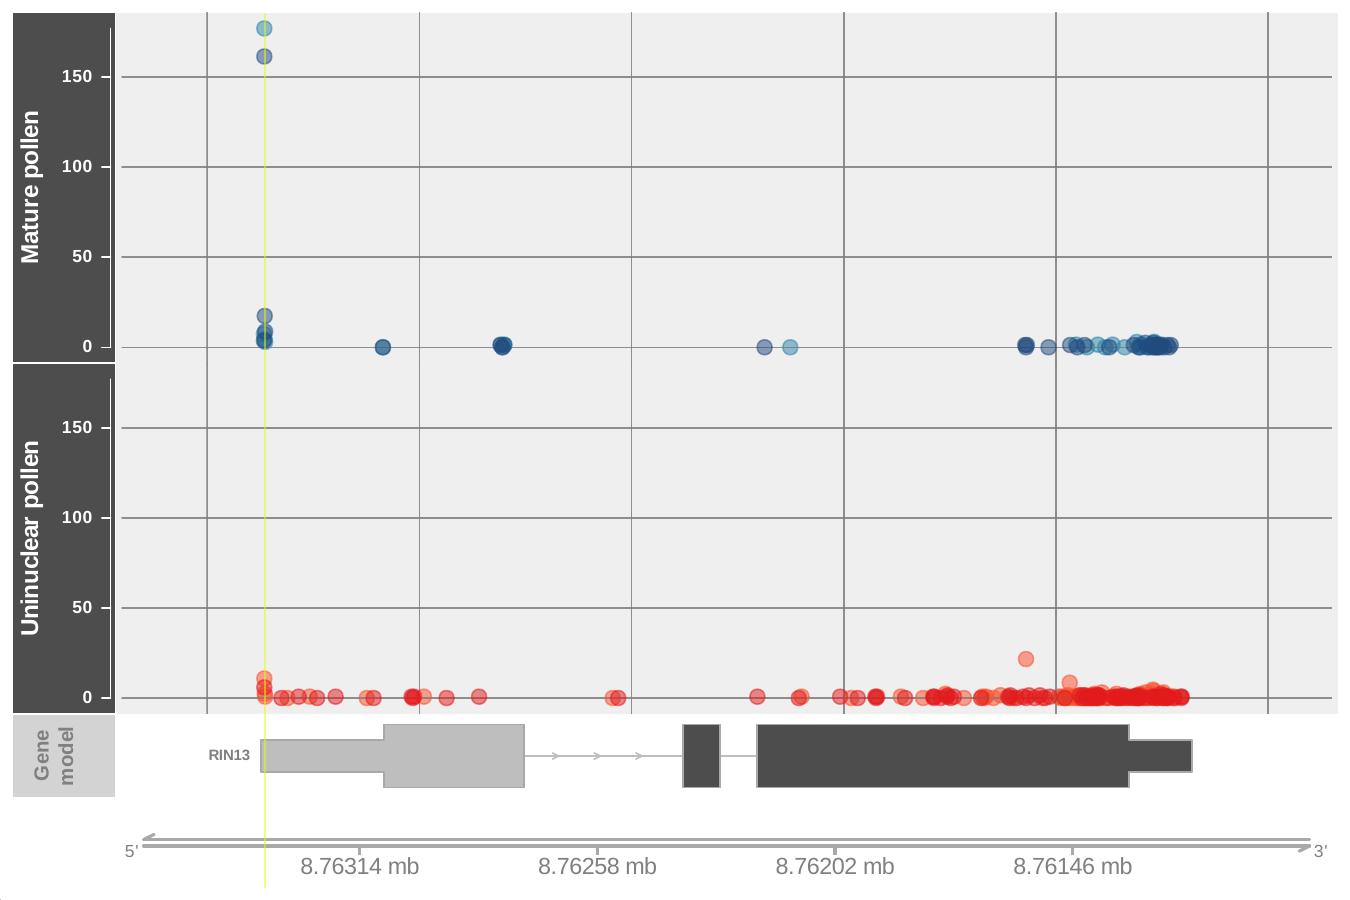 Mature pollen
150
100
50
0
Uninuclear pollen
150
100
50
0
Gene
model
RIN13
5'
3'
8.76314 mb
8.76258 mb
8.76202 mb
8.76146 mb